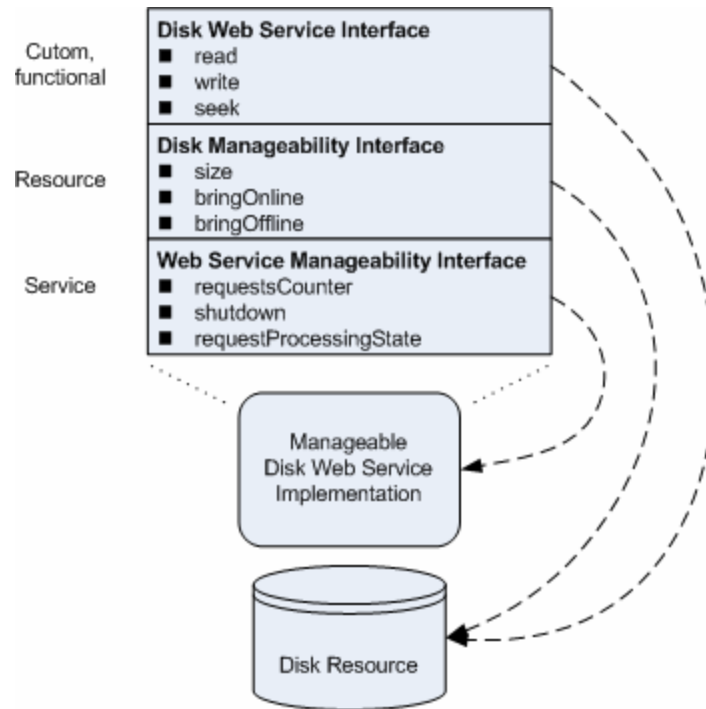 Cutom,
functional
Disk Web Service Interface
■ read
■ write
■ seek
Resource
Disk Manageability Interface
■ size
■ bringOnline
■ bringOffline
Service
Web Service Manageability Interface
■ requestsCounter
■ shutdown
■ requestProcessingState
Manageable
Disk Web Service
Implementation
Disk Resource